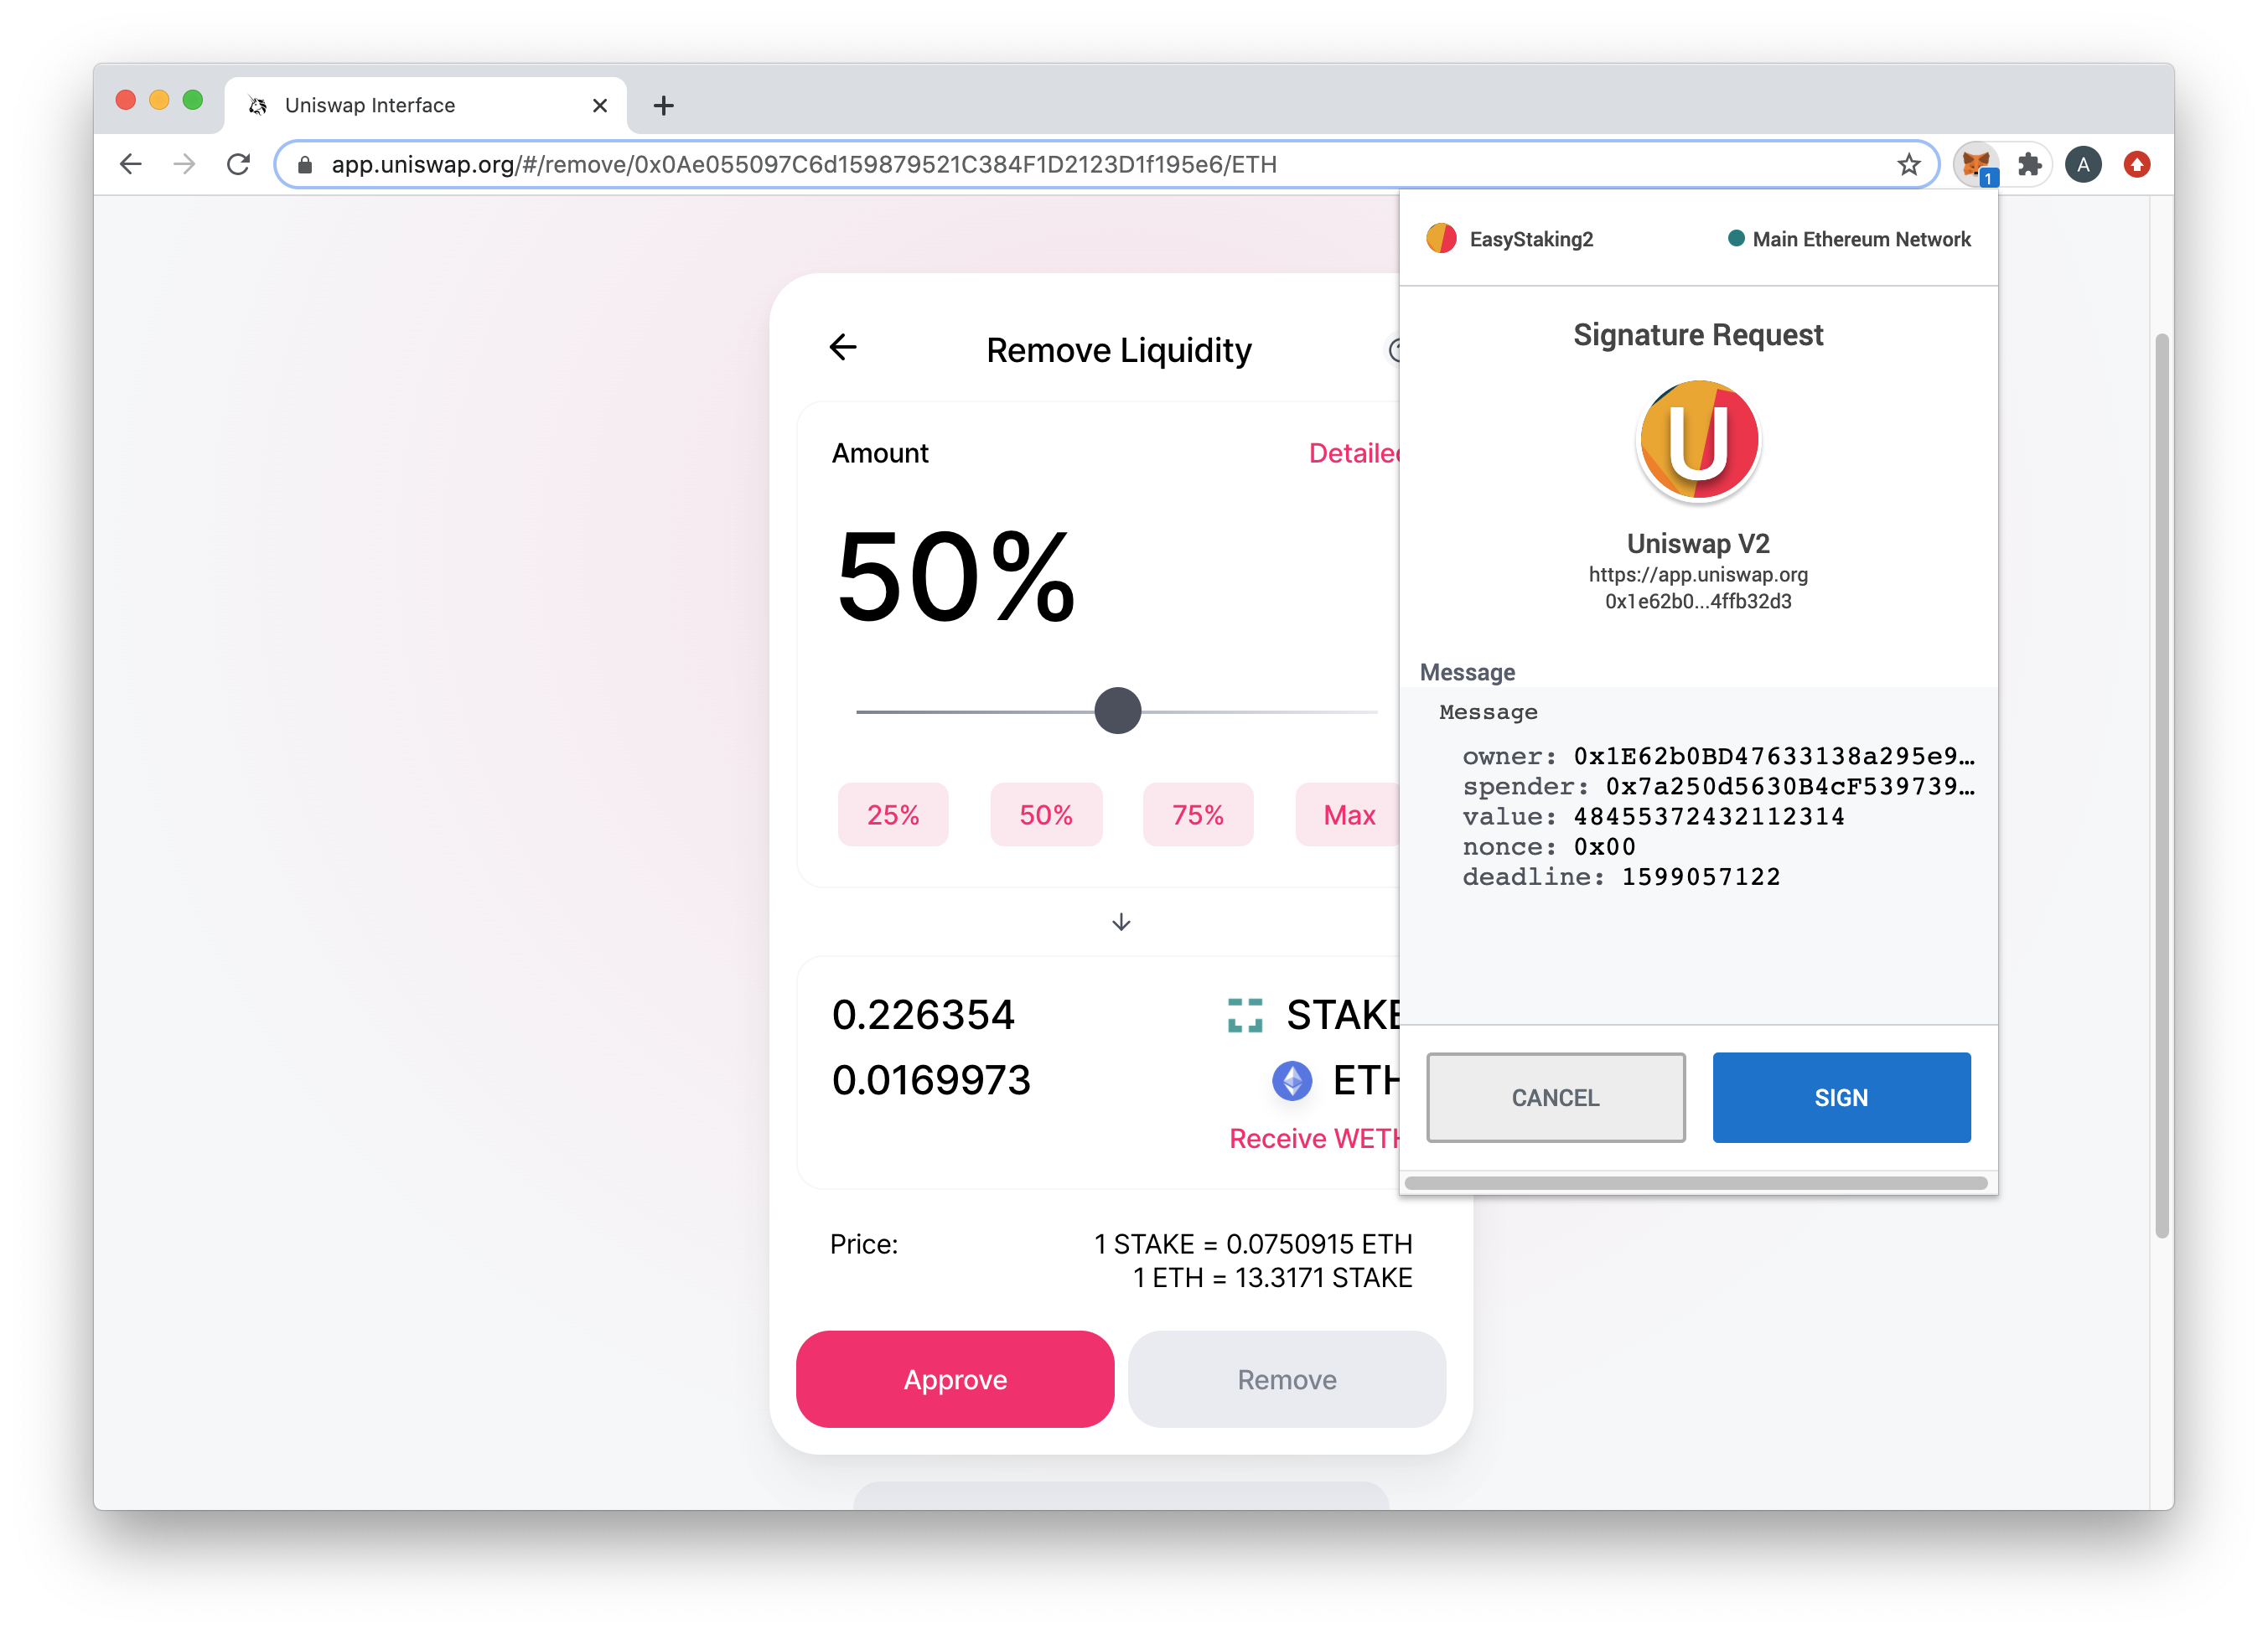 Uniswap Interface
app.uniswap.org/#/remove/0x0Ae055097C6d159879521C384F1D2123D1f195e6/ETH
1
A
EasyStaking2
Main Ethereum Network
Remove Liquidity
Amount
Detailed
50%
25%
50%
75%
Max
0.226354
STAKE
0.0169973
ETH
Receive WETH
Price:
1 STAKE = 0.0750915 ETH
1 ETH = 13.3171 STAKE
Approve
Remove
Signature Request
U
Uniswap V2
https://app.uniswap.org
0x1e62b0...4ffb32d3
Message
Message
owner: 0x1E62b0BD47633138a295e9...
spender: 0x7a250d5630B4cF539739...
value: 48455372432112314
nonce: 0x00
deadline: 1599057122
CANCEL
SIGN